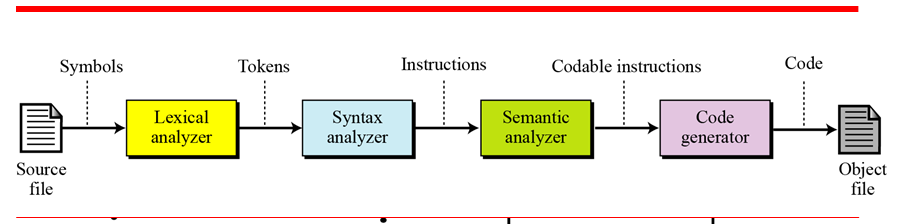 Symbols
Tokens
Instructions
Codable instructions
Code
Lexical
analyzer
Syntax
analyzer
Semantic
analyzer
Code
generator
Source
file
Object
file